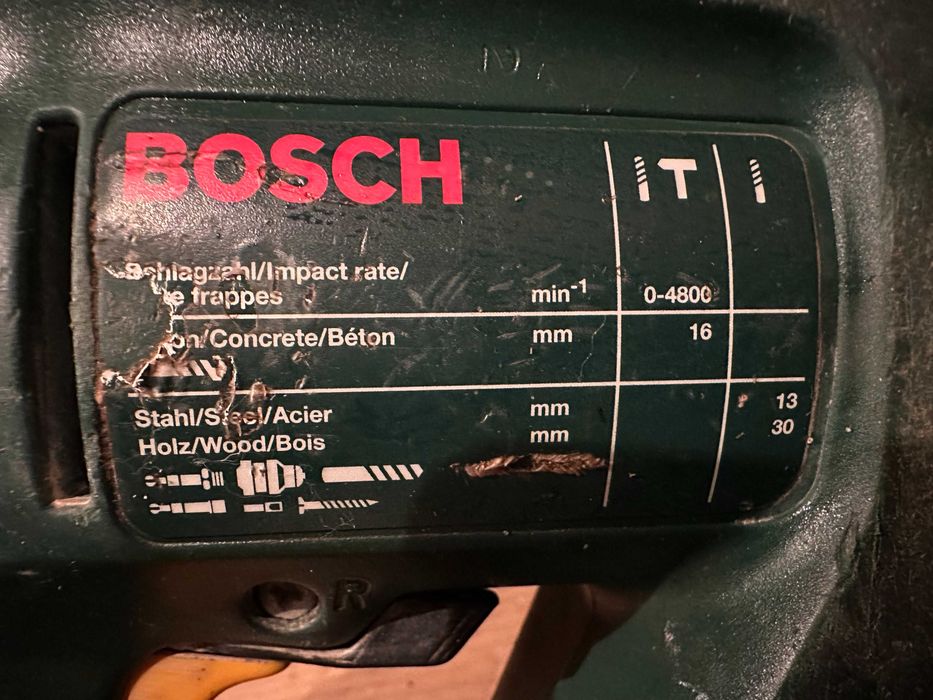 BOSCH
Schlagzahl/Impact rate/
frappes min⁻¹ 0-4800
/Concrete/Béton mm 16
Stahl/Steel/Acier mm 13
Holz/Wood/Bois mm 30
R